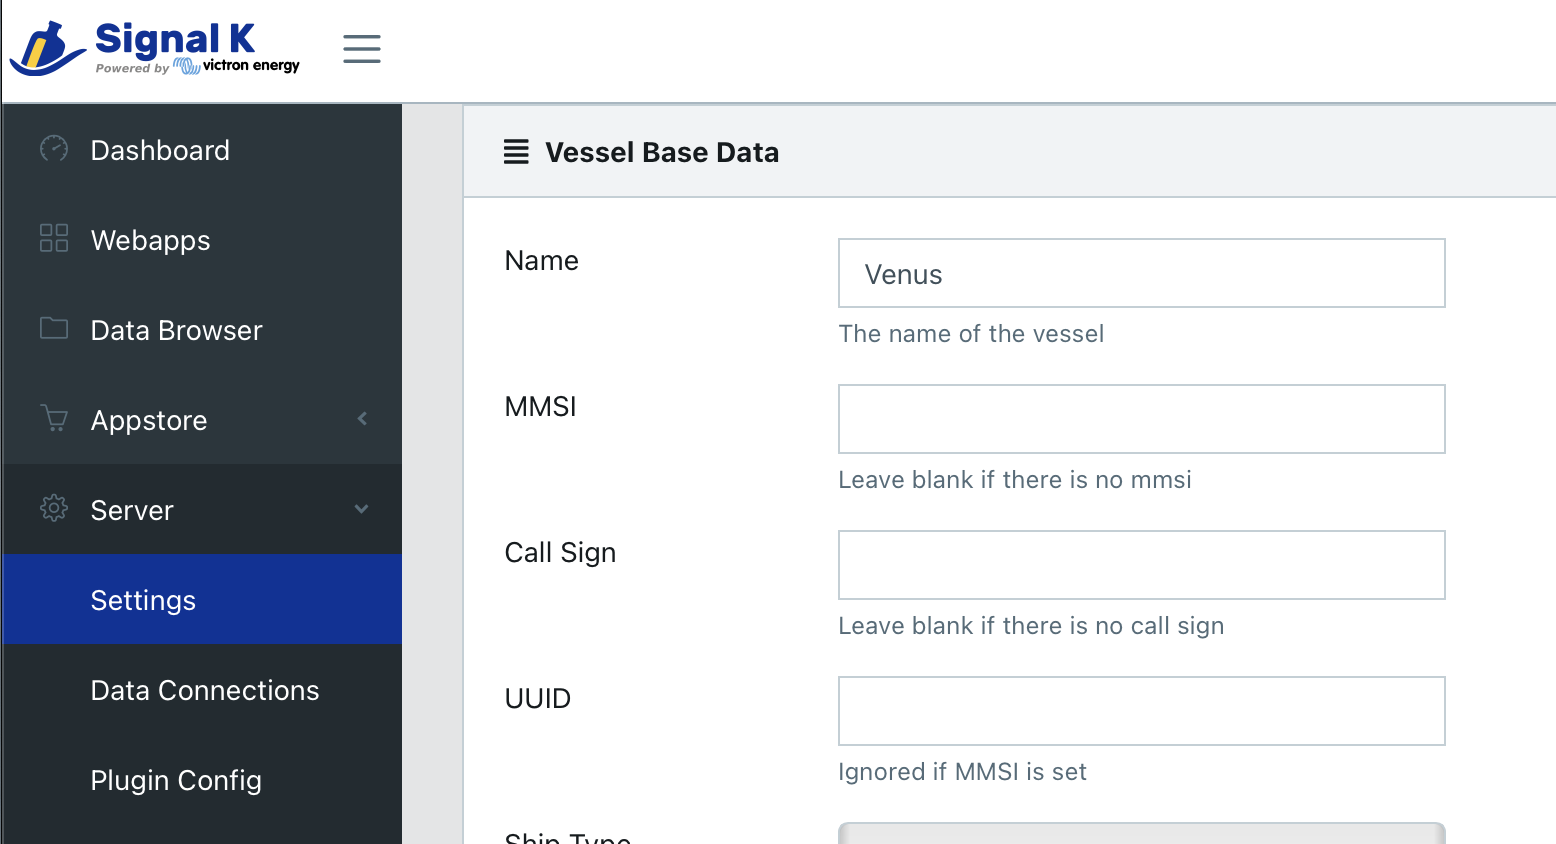 Signal K
Powered by victron energy
Dashboard
Webapps
Data Browser
Appstore
Server
Settings
Data Connections
Plugin Config
Vessel Base Data
Name
Venus
The name of the vessel
MMSI
Leave blank if there is no mmsi
Call Sign
Leave blank if there is no call sign
UUID
Ignored if MMSI is set
Ship Type